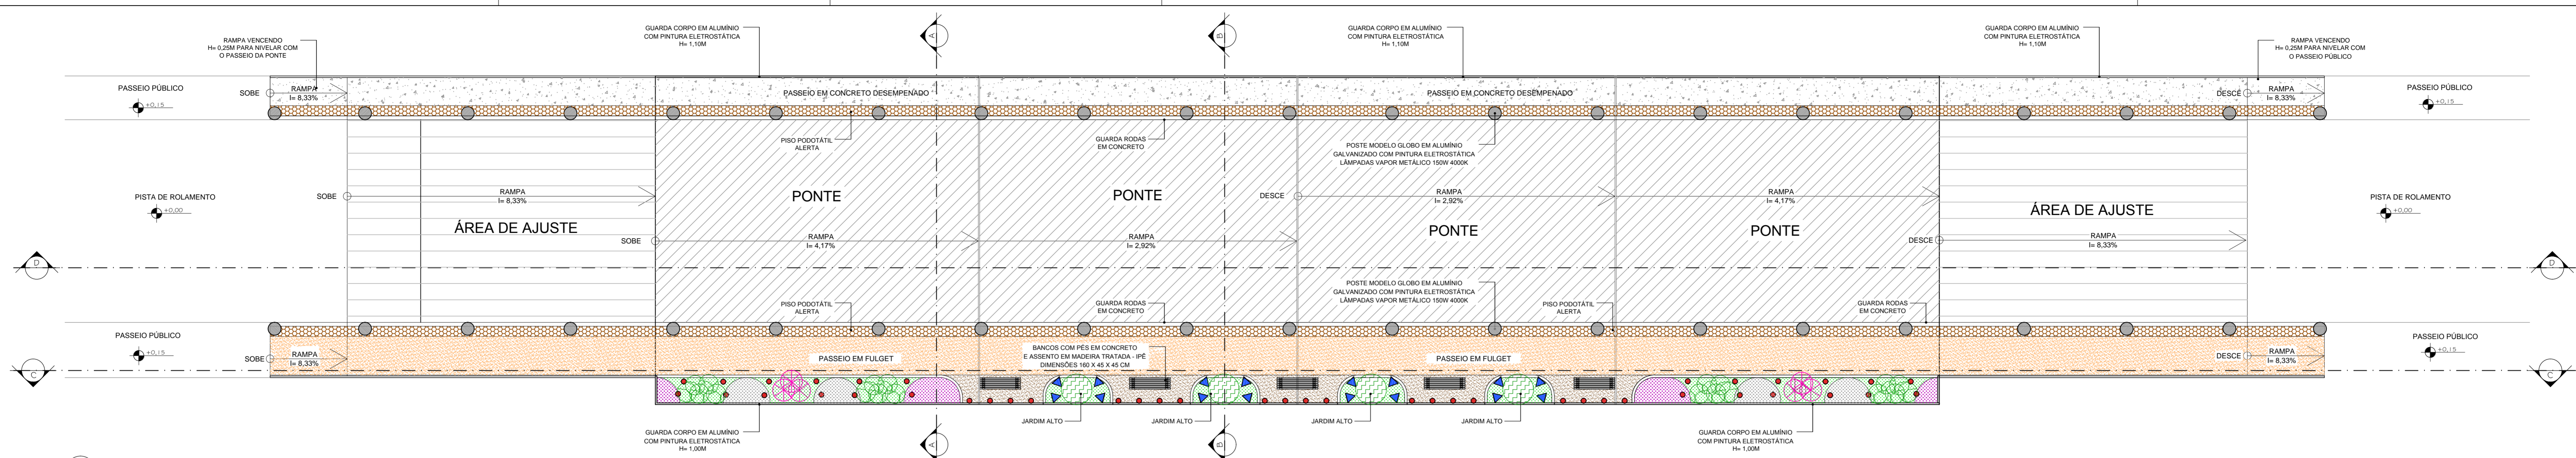 GUARDA CORPO EM ALUMÍNIO
COM PINTURA ELETROSTÁTICA
H= 1,10M
GUARDA CORPO EM ALUMÍNIO
COM PINTURA ELETROSTÁTICA
H= 1,10M
GUARDA CORPO EM ALUMÍNIO
COM PINTURA ELETROSTÁTICA
H= 1,10M
RAMPA VENCENDO
H= 0,25M PARA NIVELAR COM
O PASSEIO DA PONTE
A
B
RAMPA VENCENDO
H= 0,25M PARA NIVELAR COM
O PASSEIO PÚBLICO
PASSEIO PÚBLICO
+0,15
SOBE
RAMPA
I= 8,33%
PASSEIO EM CONCRETO DESEMPENADO
PASSEIO EM CONCRETO DESEMPENADO
DESCE
RAMPA
I= 8,33%
PASSEIO PÚBLICO
+0,15
PISO PODOTÁTIL
ALERTA
GUARDA RODAS
EM CONCRETO
POSTE MODELO GLOBO EM ALUMÍNIO
GALVANIZADO COM PINTURA ELETROSTÁTICA
LÂMPADAS VAPOR METÁLICO 150W 4000K
PISTA DE ROLAMENTO
+0,00
SOBE
RAMPA
I= 8,33%
PONTE
PONTE
DESCE
RAMPA
I= 2,92%
RAMPA
I= 4,17%
PISTA DE ROLAMENTO
+0,00
ÁREA DE AJUSTE
SOBE
RAMPA
I= 4,17%
RAMPA
I= 2,92%
PONTE
PONTE
ÁREA DE AJUSTE
DESCE
RAMPA
I= 8,33%
D
D
PISO PODOTÁTIL
ALERTA
GUARDA RODAS
EM CONCRETO
POSTE MODELO GLOBO EM ALUMÍNIO
GALVANIZADO COM PINTURA ELETROSTÁTICA
LÂMPADAS VAPOR METÁLICO 150W 4000K
PISO PODOTÁTIL
ALERTA
GUARDA RODAS
EM CONCRETO
PASSEIO PÚBLICO
+0,15
SOBE
RAMPA
I= 8,33%
PASSEIO EM FULGET
BANCOS COM PÉS EM CONCRETO
E ASSENTO EM MADEIRA TRATADA - IPÊ
DIMENSÕES 160 X 45 X 45 CM
PASSEIO EM FULGET
DESCE
RAMPA
I= 8,33%
PASSEIO PÚBLICO
+0,15
C
C
JARDIM ALTO
JARDIM ALTO
JARDIM ALTO
JARDIM ALTO
GUARDA CORPO EM ALUMÍNIO
COM PINTURA ELETROSTÁTICA
H= 1,00M
A
B
GUARDA CORPO EM ALUMÍNIO
COM PINTURA ELETROSTÁTICA
H= 1,00M